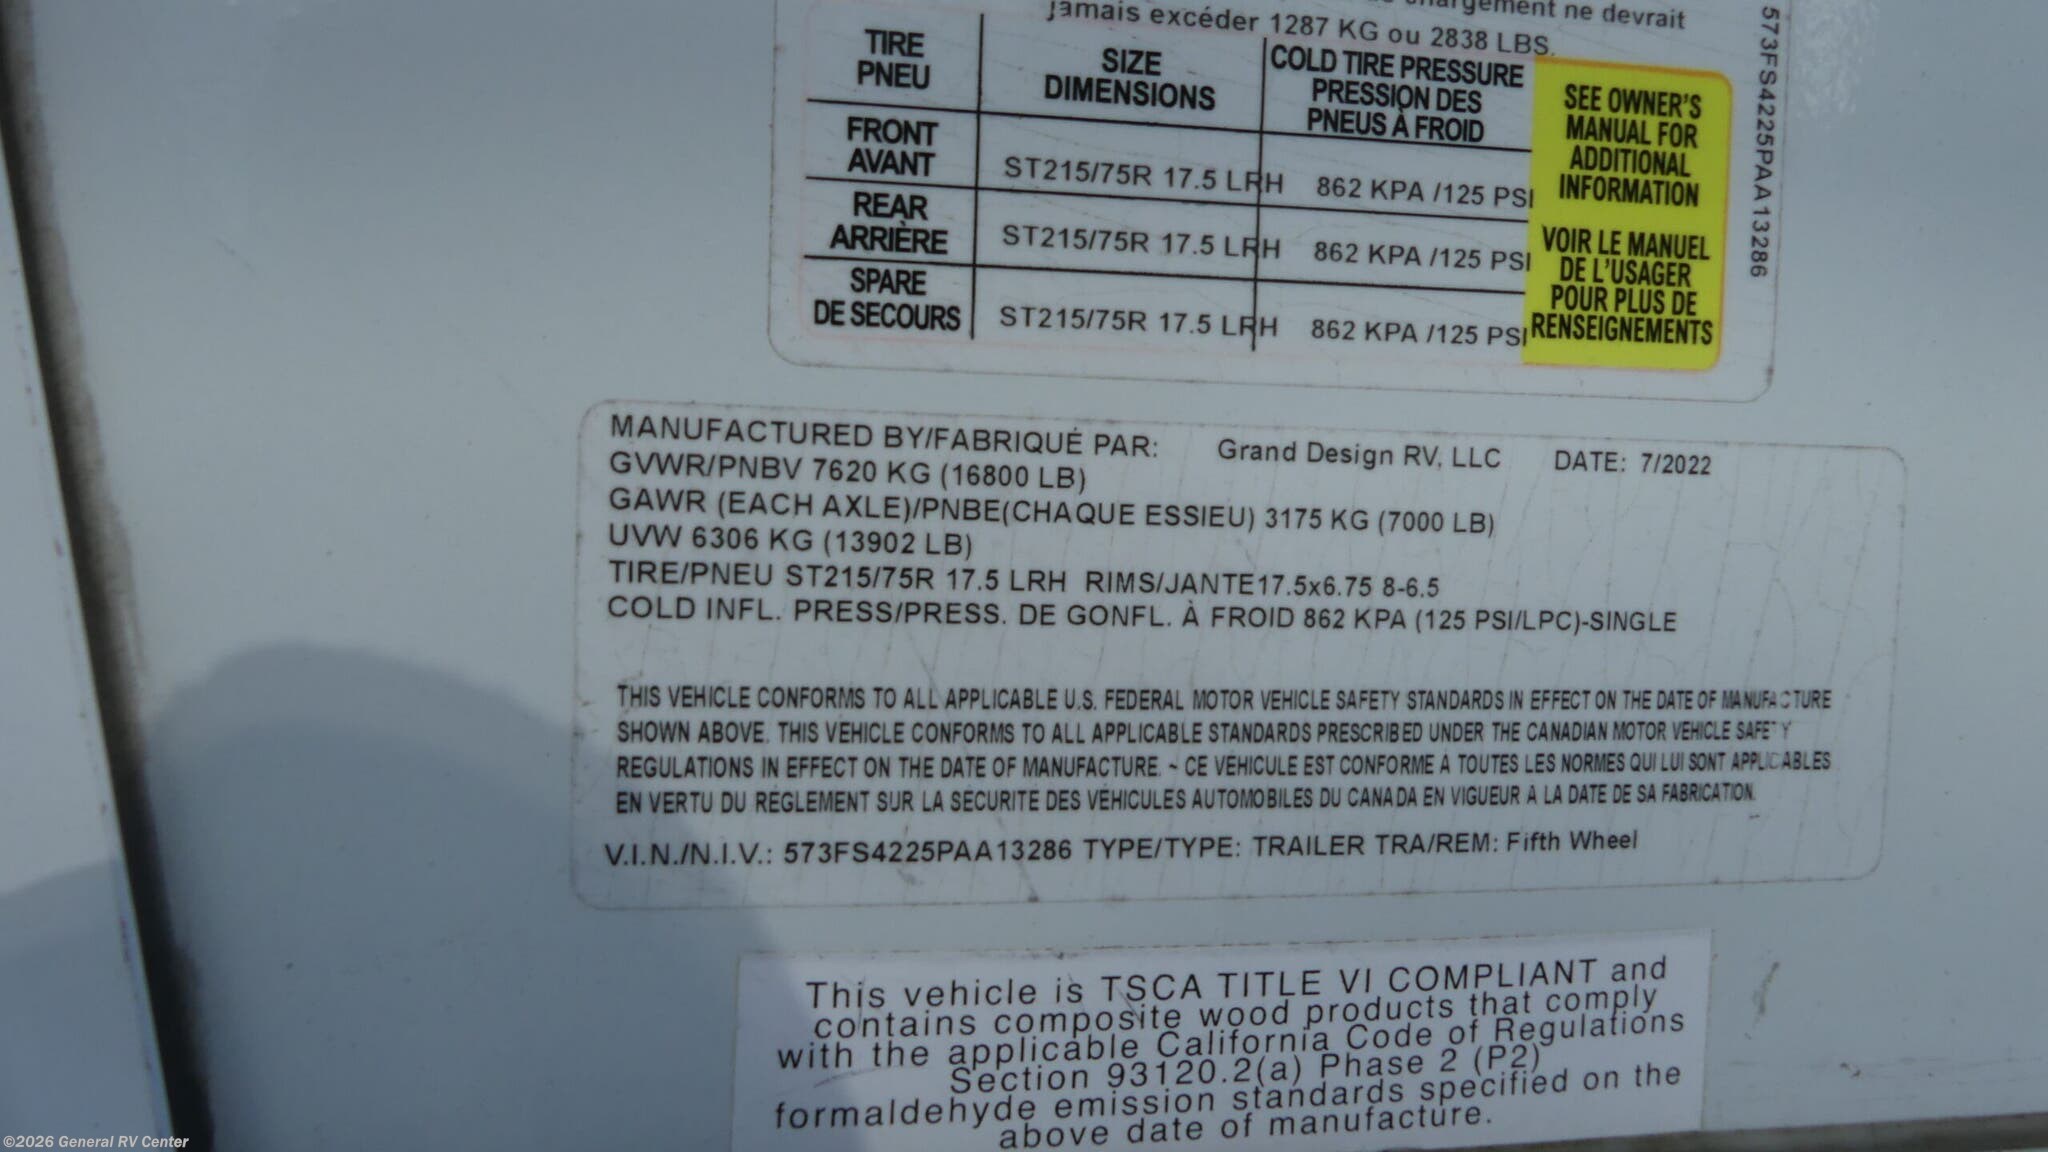 chargement ne devrait
jamais excéder 1287 KG ou 2838 LBS.
TIRE
PNEU
SIZE
DIMENSIONS
COLD TIRE PRESSURE
PRESSION DES
PNEUS À FROID
FRONT
AVANT
ST215/75R 17.5 LRH
862 KPA /125 PSI
REAR
ARRIÈRE
ST215/75R 17.5 LRH
862 KPA /125 PSI
SPARE
DE SECOURS
ST215/75R 17.5 LRH
862 KPA /125 PSI
SEE OWNER'S
MANUAL FOR
ADDITIONAL
INFORMATION
VOIR LE MANUEL
DE L'USAGER
POUR PLUS DE
RENSEIGNEMENTS
573FS4225PAA13286
MANUFACTURED BY/FABRIQUÉ PAR: Grand Design RV, LLC DATE: 7/2022
GVWR/PNBV 7620 KG (16800 LB)
GAWR (EACH AXLE)/PNBE(CHAQUE ESSIEU) 3175 KG (7000 LB)
UVW 6306 KG (13902 LB)
TIRE/PNEU ST215/75R 17.5 LRH RIMS/JANTE17.5x6.75 8-6.5
COLD INFL. PRESS/PRESS. DE GONFL. À FROID 862 KPA (125 PSI/LPC)-SINGLE
THIS VEHICLE CONFORMS TO ALL APPLICABLE U.S. FEDERAL MOTOR VEHICLE SAFETY STANDARDS IN EFFECT ON THE DATE OF MANUFACTURE
SHOWN ABOVE. THIS VEHICLE CONFORMS TO ALL APPLICABLE STANDARDS PRESCRIBED UNDER THE CANADIAN MOTOR VEHICLE SAFETY
REGULATIONS IN EFFECT ON THE DATE OF MANUFACTURE. ~ CE VÉHICULE EST CONFORME À TOUTES LES NORMES QUI LUI SONT APPLICABLES
EN VERTU DU RÈGLEMENT SUR LA SÉCURITÉ DES VÉHICULES AUTOMOBILES DU CANADA EN VIGUEUR À LA DATE DE SA FABRICATION.
V.I.N./N.I.V.: 573FS4225PAA13286 TYPE/TYPE: TRAILER TRA/REM: Fifth Wheel
This vehicle is TSCA TITLE VI COMPLIANT and
contains composite wood products that comply
with the applicable California Code of Regulations
Section 93120.2(a) Phase 2 (P2)
formaldehyde emission standards specified on the
above date of manufacture.
©2026 General RV Center